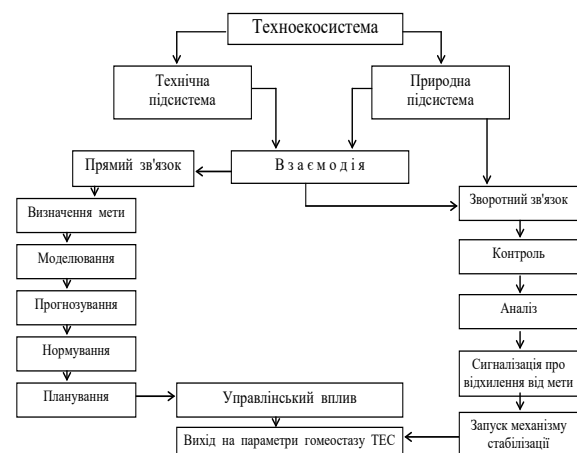 Техноекосистема
Технічна
підсистема
Природна
підсистема
Прямий зв'язок
Взаємодія
Визначення мети
Зворотний зв'язок
Моделювання
Контроль
Прогнозування
Аналіз
Нормування
Сигналізація про
відхилення від мети
Планування
Управлінський вплив
Вихід на параметри гомеостазу ТЕС
Запуск механізму
стабілізації